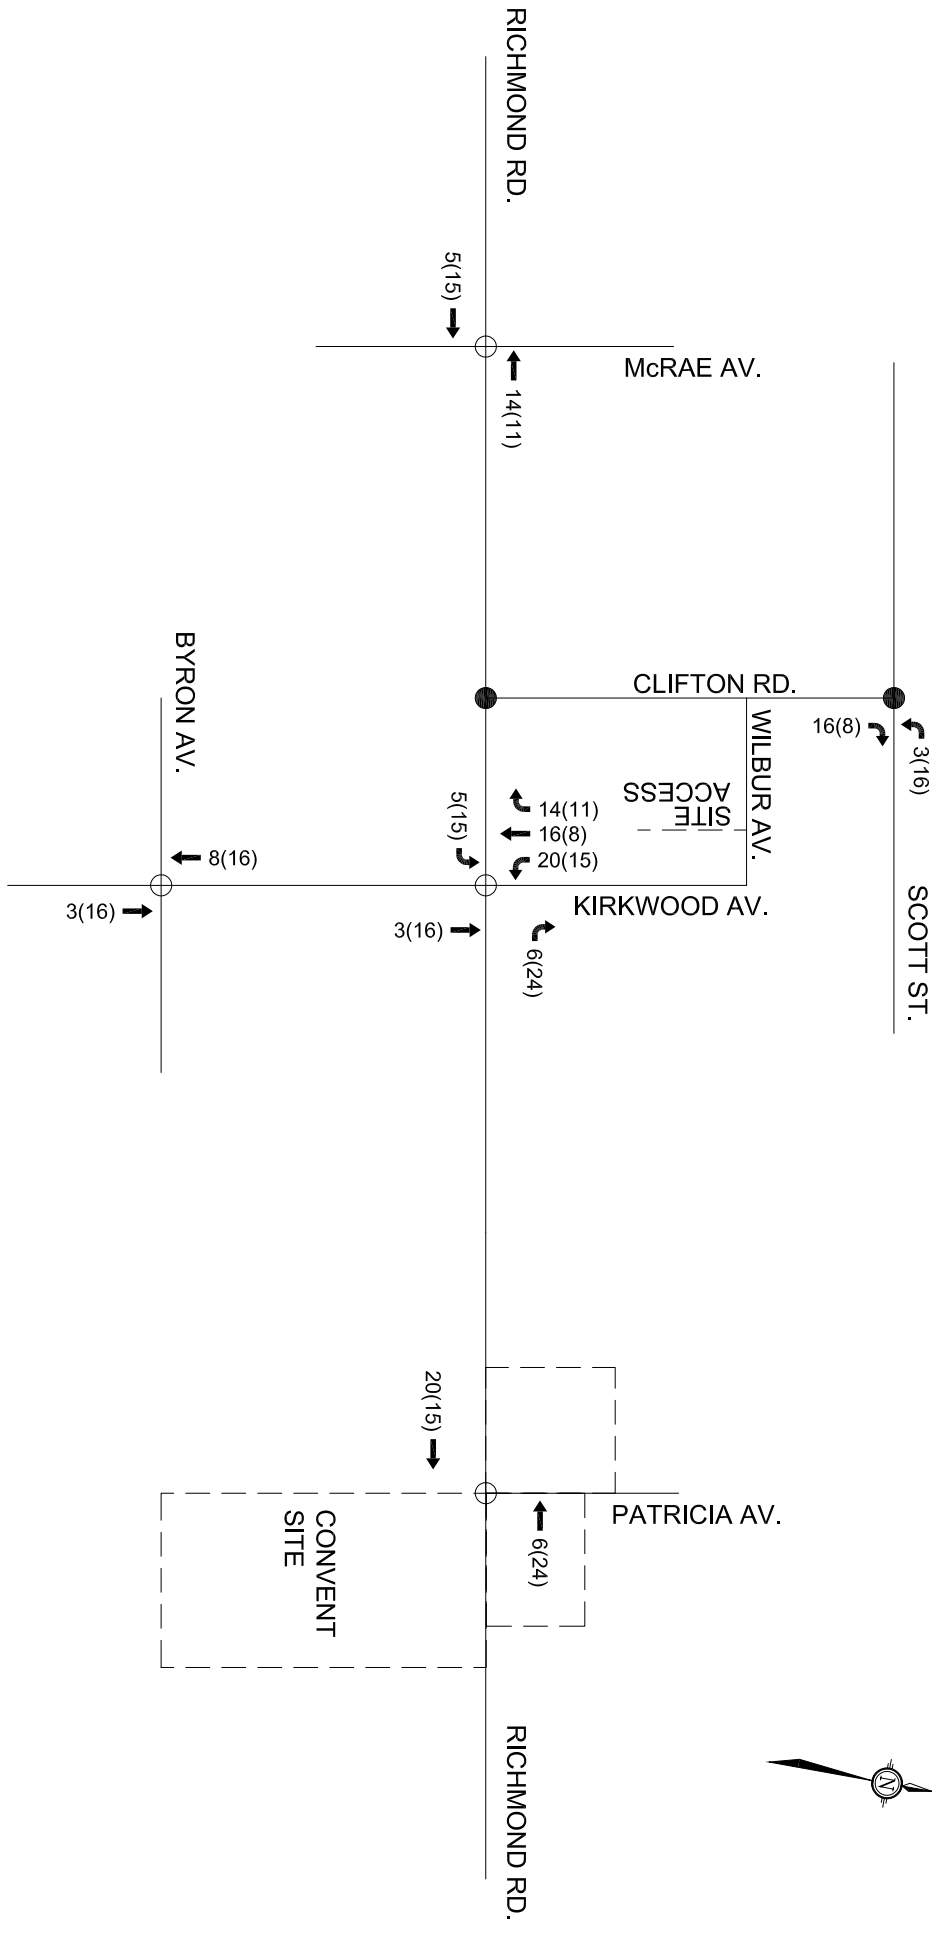 RICHMOND RD.
5(15)
McRAE AV.
14(11)
BYRON AV.
CLIFTON RD.
16(8)
3(16)
WILBUR AV.
SITE
ACCESS
14(11)
16(8)
20(15)
5(15)
8(16)
3(16)
KIRKWOOD AV.
3(16)
6(24)
SCOTT ST.
20(15)
PATRICIA AV.
6(24)
CONVENT
SITE
RICHMOND RD.
N